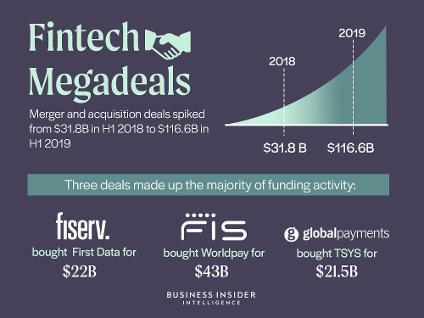 Fintech
Megadeals
Merger and acquisition deals spiked
from $31.8B in H1 2018 to $116.6B in
H1 2019
2019
2018
$31.8 B
$116.6B
Three deals made up the majority of funding activity:
fiserv.
bought First Data for
$22B
FIS
bought Worldpay for
$43B
g globalpayments
bought TSYS for
$21.5B
BUSINESS INSIDER
INTELLIGENCE